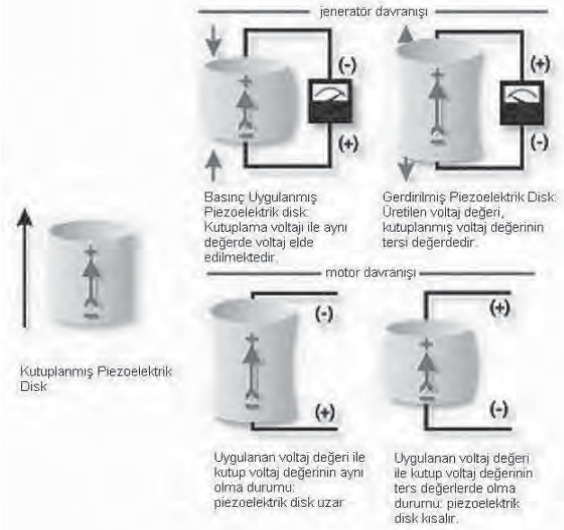 jeneratör davranışı
(-)
(+)
+
-
(+)
(-)
+
-
Basınç Uygulanmış
Piezoelektrik disk:
Kutuplama voltajı ile aynı
değerde voltaj elde
edilmektedir.
Gerdirilmiş Piezoelektrik Disk:
Üretilen voltaj değeri,
kutuplanmış voltaj değerinin
tersi değerdedir.
+
-
Kutuplanmış Piezoelektrik
Disk
motor davranışı
(-)
(+)
+
-
(+)
(-)
+
-
Uygulanan voltaj değeri ile
kutup voltaj değerinin aynı
olma durumu:
piezoelektrik disk uzar
Uygulanan voltaj değeri
ile kutup voltaj değerinin
ters değerlerde olma
durumu: piezoelektrik
disk kısalır.